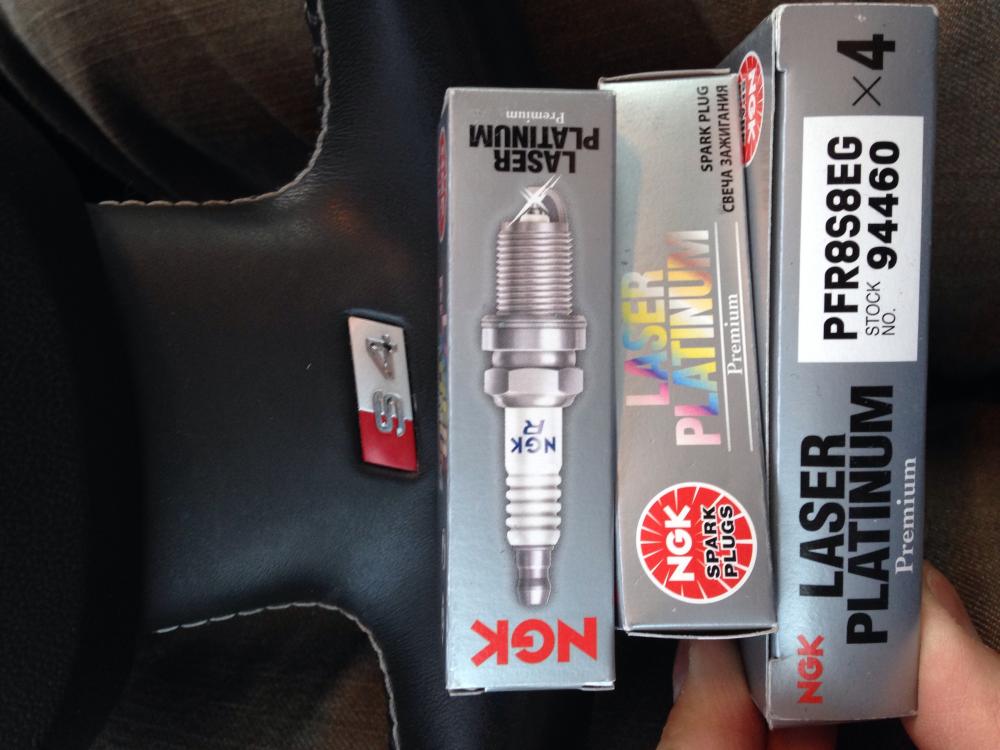 S4
LASER
PLATINUM
Premium
NGK
R
NGK
SPARK PLUG
СВЕЧА ЗАЖИГАНИЯ
LASER
PLATINUM
Premium
NGK
SPARK
PLUGS
NGK
×4
PFR8S8EG
STOCK
NO. 94460
LASER
PLATINUM
Premium
NGK